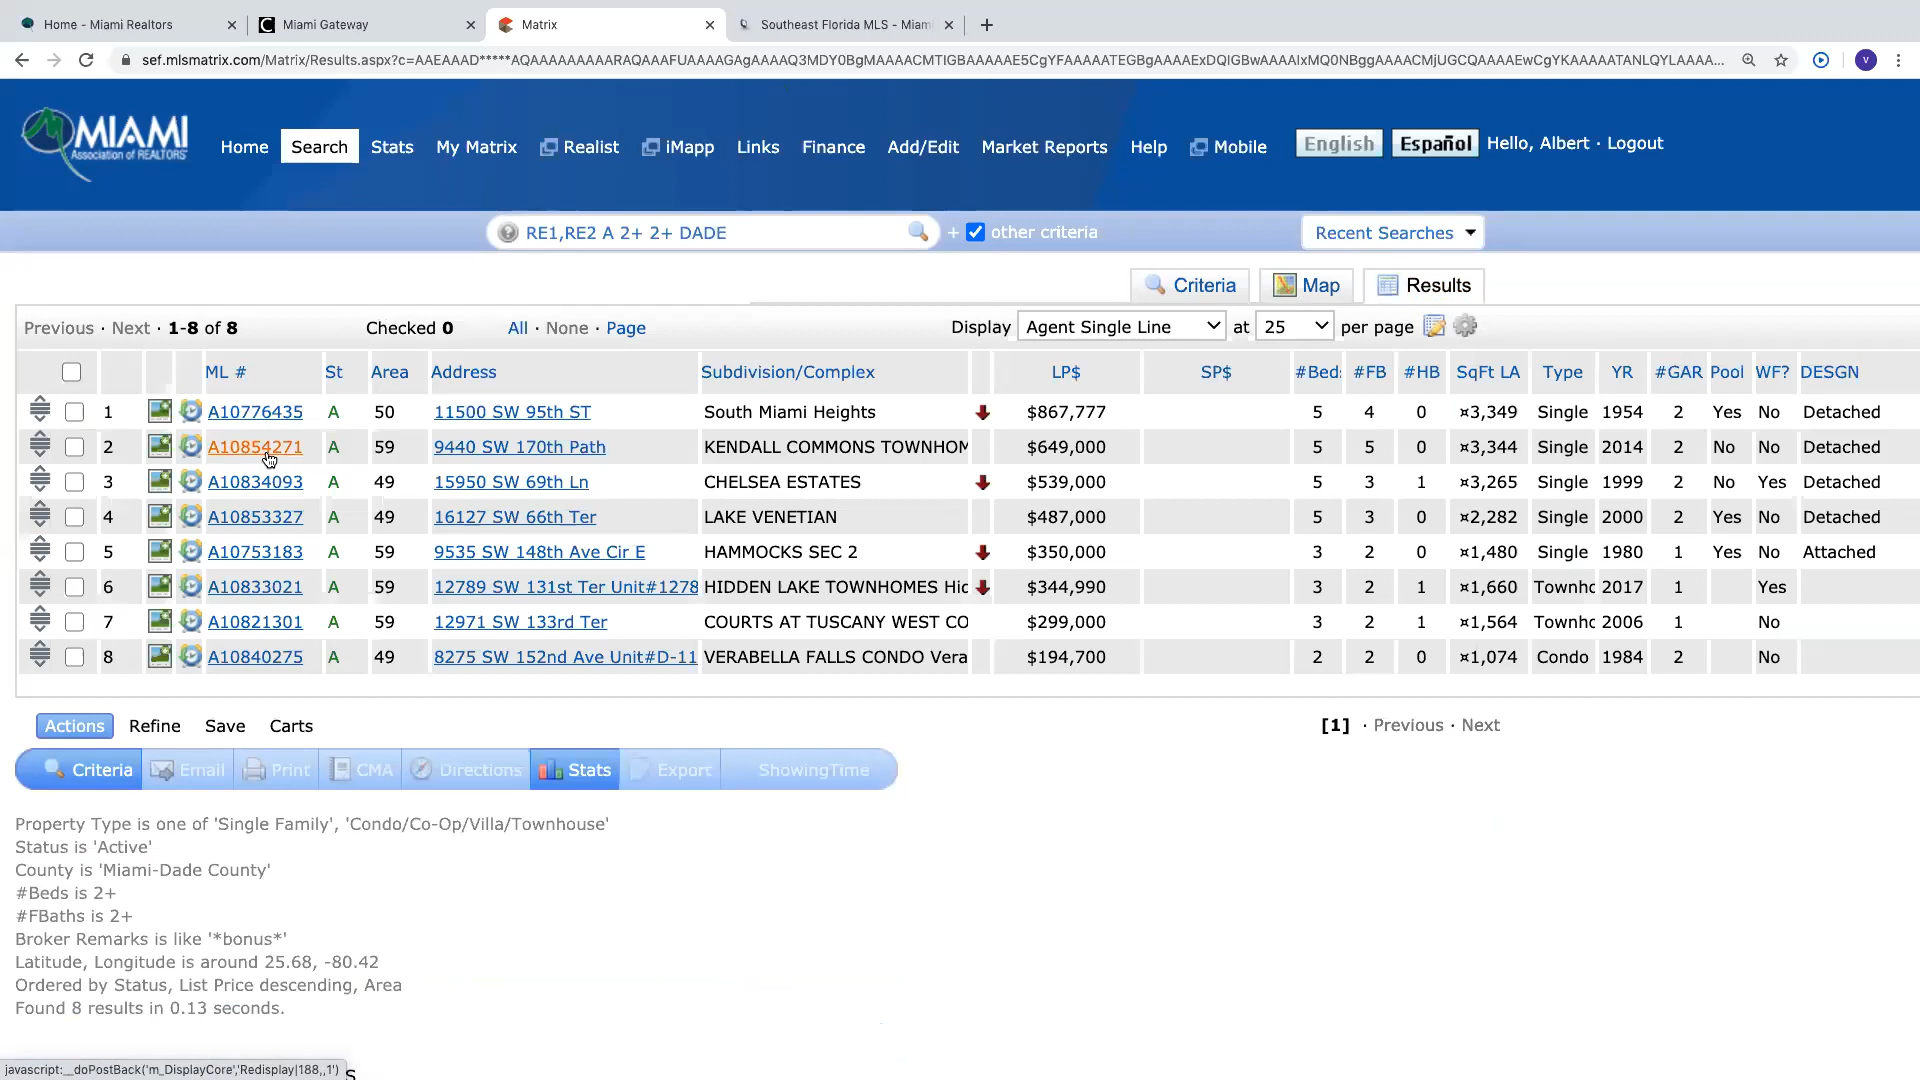 Home - Miami Realtors
Miami Gateway
Matrix
Southeast Florida MLS - Miam
sef.mlsmatrix.com/Matrix/Results.aspx?c=
v
MIAMI
Association of REALTORS
Home Search Stats My Matrix Realist iMapp Links Finance Add/Edit Market Reports Help Mobile English Español Hello, Albert · Logout
RE1,RE2 A 2+ 2+ DADE + other criteria Recent Searches
Criteria Map Results
Previous · Next · 1-8 of 8 Checked 0 All · None · Page Display Agent Single Line at 25 per page
ML # St Area Address Subdivision/Complex LP$ SP$ #Beds #FB #HB SqFt LA Type YR #GAR Pool WF? DESGN
1 A10776435 A 50 11500 SW 95th ST South Miami Heights $867,777 5 4 0 ¤3,349 Single 1954 2 Yes No Detached
2 A10854271 A 59 9440 SW 170th Path KENDALL COMMONS TOWNHOM $649,000 5 5 0 ¤3,344 Single 2014 2 No No Detached
3 A10834093 A 49 15950 SW 69th Ln CHELSEA ESTATES $539,000 5 3 1 ¤3,265 Single 1999 2 No Yes Detached
4 A10853327 A 49 16127 SW 66th Ter LAKE VENETIAN $487,000 5 3 0 ¤2,282 Single 2000 2 Yes No Detached
5 A10753183 A 59 9535 SW 148th Ave Cir E HAMMOCKS SEC 2 $350,000 3 2 0 ¤1,480 Single 1980 1 Yes No Attached
6 A10833021 A 59 12789 SW 131st Ter Unit#1278 HIDDEN LAKE TOWNHOMES Hid $344,990 3 2 1 ¤1,660 Townho 2017 1 Yes
7 A10821301 A 59 12971 SW 133rd Ter COURTS AT TUSCANY WEST CO $299,000 3 2 1 ¤1,564 Townho 2006 1 No
8 A10840275 A 49 8275 SW 152nd Ave Unit#D-11 VERABELLA FALLS CONDO Vera $194,700 2 2 0 ¤1,074 Condo 1984 2 No
Actions Refine Save Carts [1] · Previous · Next
Criteria Email Print CMA Directions Stats Export ShowingTime
Property Type is one of 'Single Family', 'Condo/Co-Op/Villa/Townhouse'
Status is 'Active'
County is 'Miami-Dade County'
#Beds is 2+
#FBaths is 2+
Broker Remarks is like '*bonus*'
Latitude, Longitude is around 25.68, -80.42
Ordered by Status, List Price descending, Area
Found 8 results in 0.13 seconds.
javascript:__doPostBack('m_DisplayCore','Redisplay|188,,1')